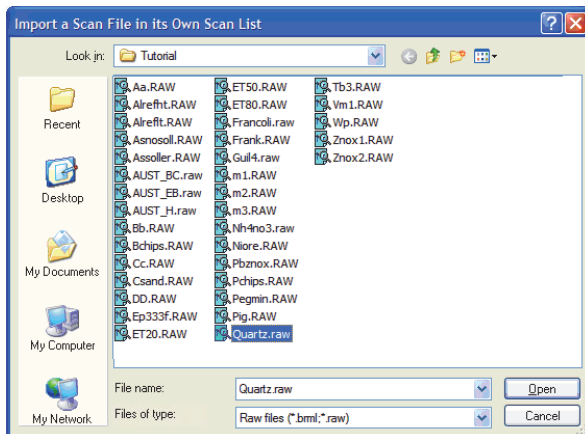 Import a Scan File in its Own Scan List
Look in:
Tutorial
Recent
Desktop
My Documents
My Computer
My Network
Aa.RAW
Alrefht.RAW
Alreflt.RAW
Asnosoll.RAW
Assoller.RAW
AUST_BC.raw
AUST_EB.raw
AUST_H.raw
Bb.RAW
Bchips.RAW
Cc.RAW
Csand.RAW
DD.RAW
Ep333f.RAW
ET20.RAW
ET50.RAW
ET80.RAW
Francoli.raw
Frank.RAW
Guil4.raw
m1.RAW
m2.RAW
m3.RAW
Nh4no3.raw
Niore.RAW
Pbznox.RAW
Pchips.RAW
Pegmin.RAW
Pig.RAW
Quartz.raw
Tb3.RAW
Vm1.RAW
Wp.RAW
Znox1.RAW
Znox2.RAW
File name:
Quartz.raw
Open
Files of type:
Raw files (*.brml;*.raw)
Cancel